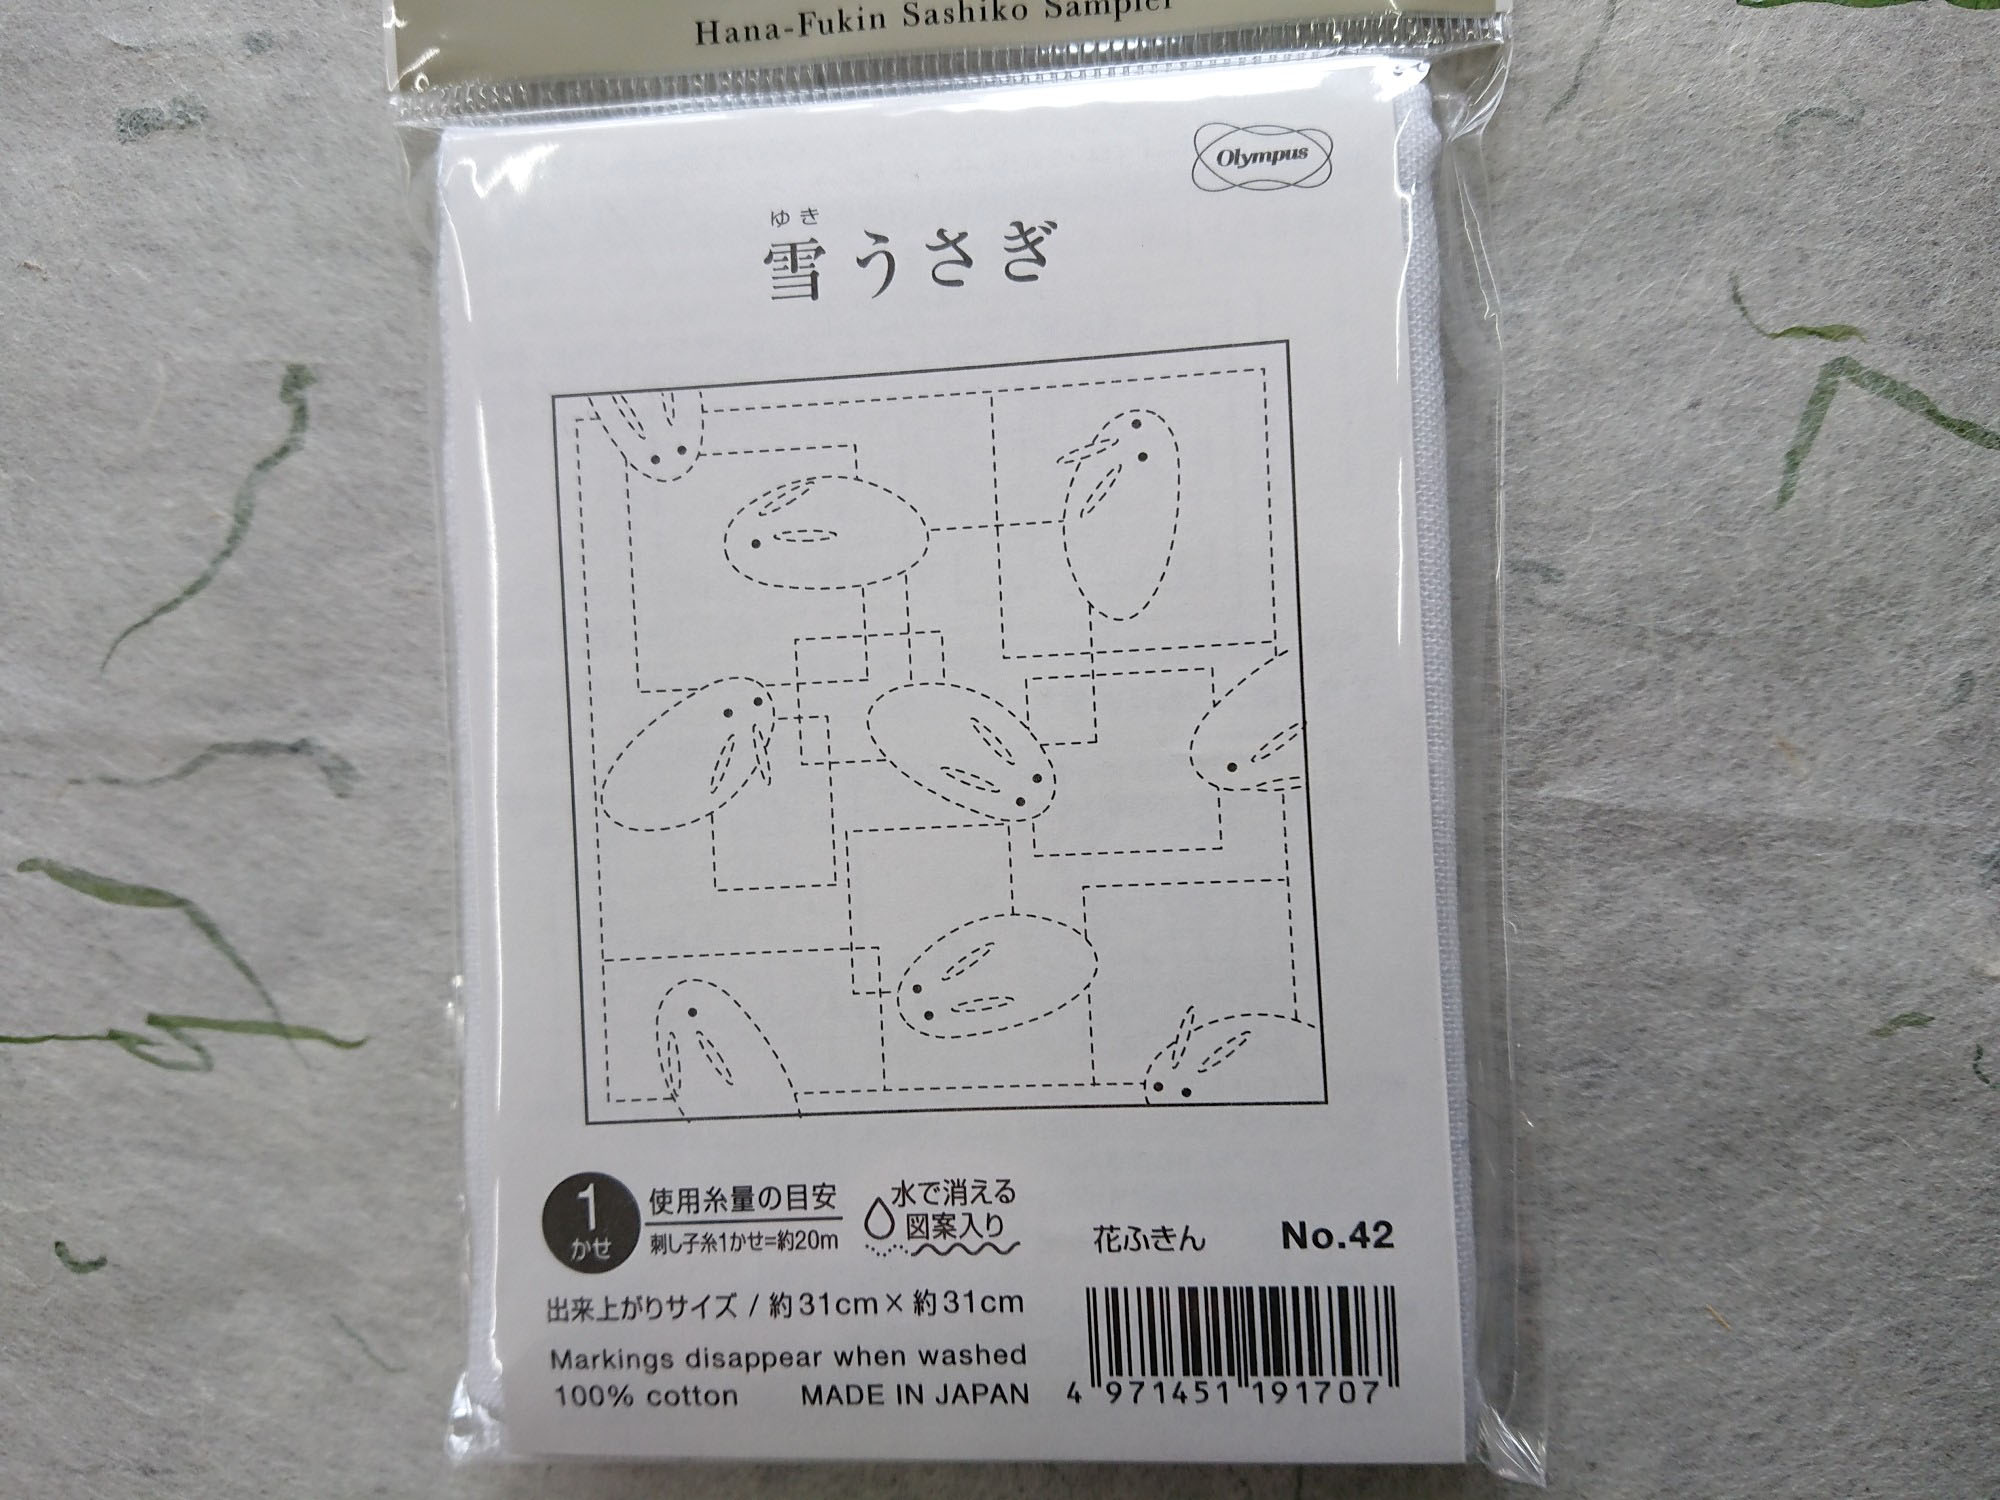 Hana-Fukin Sashiko Sampler
Olympus
ゆき
雪うさぎ
1
かせ
使用糸量の目安
刺し子糸1かせ=約20m
水で消える
図案入り
花ふきん No.42
出来上がりサイズ / 約31cm×約31cm
Markings disappear when washed
100% cotton MADE IN JAPAN
4 971451 191707